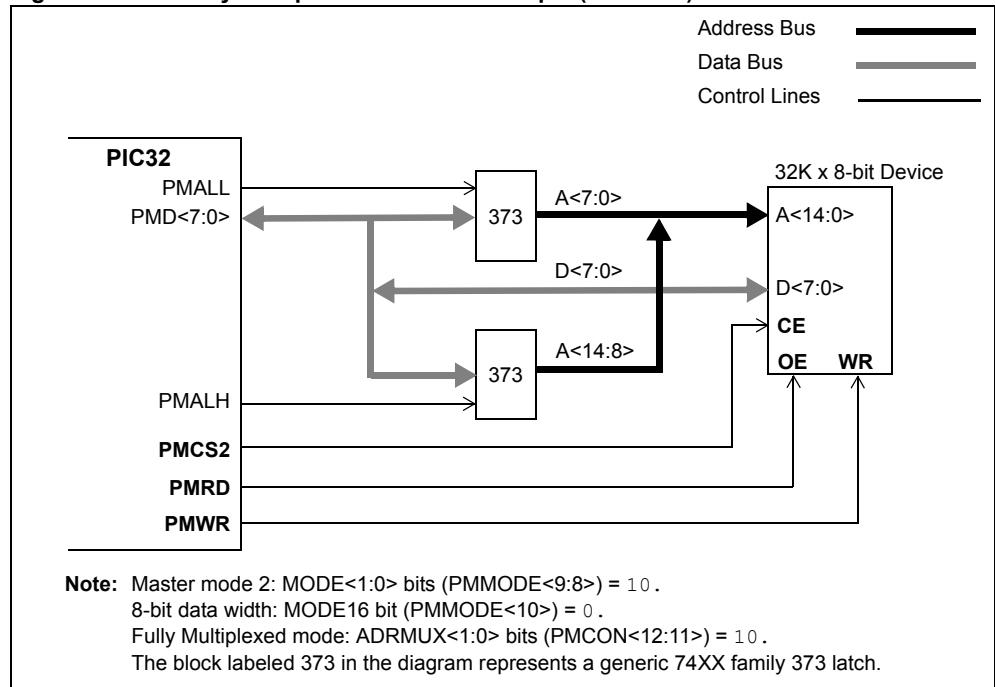 Address Bus
Data Bus
Control Lines
PIC32
32K x 8-bit Device
PMALL
PMD<7:0>
373
A<7:0>
A<14:0>
D<7:0>
D<7:0>
CE
373
A<14:8>
OE WR
PMALH
PMCS2
PMRD
PMWR
Note: Master mode 2: MODE<1:0> bits (PMMODE<9:8>) = 10.
8-bit data width: MODE16 bit (PMMODE<10>) = 0.
Fully Multiplexed mode: ADRMUX<1:0> bits (PMCON<12:11>) = 10.
The block labeled 373 in the diagram represents a generic 74XX family 373 latch.